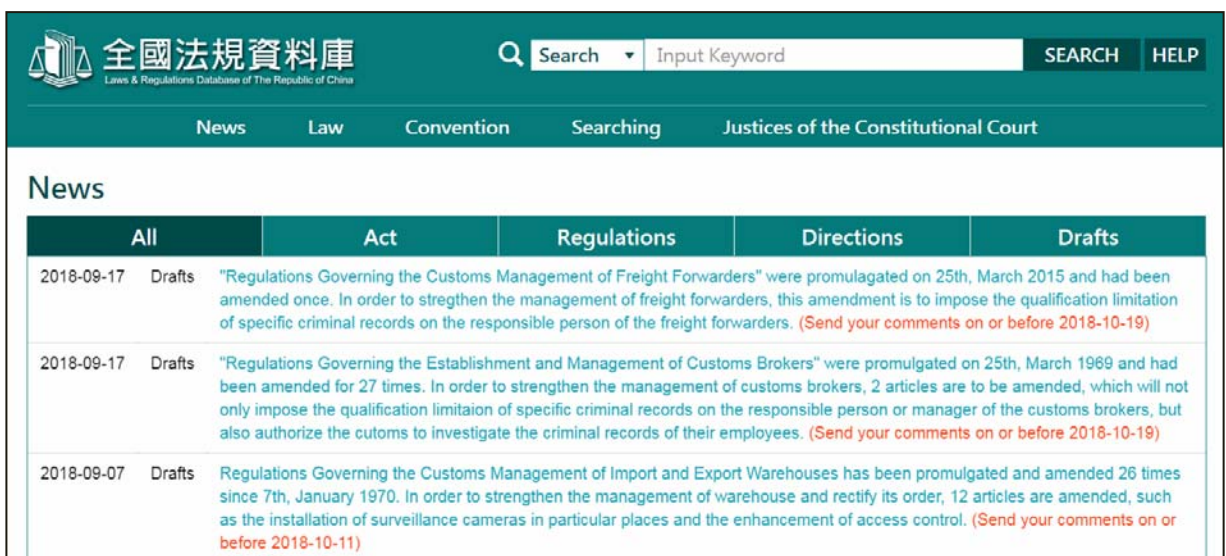 全國法規資料庫
Laws & Regulations Database of The Republic of China
Search Input Keyword SEARCH HELP
News Law Convention Searching Justices of the Constitutional Court
News
All Act Regulations Directions Drafts
2018-09-17 Drafts "Regulations Governing the Customs Management of Freight Forwarders" were promulagated on 25th, March 2015 and had been
amended once. In order to stregthen the management of freight forwarders, this amendment is to impose the qualification limitation
of specific criminal records on the responsible person of the freight forwarders. (Send your comments on or before 2018-10-19)
2018-09-17 Drafts "Regulations Governing the Establishment and Management of Customs Brokers" were promulgated on 25th, March 1969 and had
been amended for 27 times. In order to strengthen the management of customs brokers, 2 articles are to be amended, which will not
only impose the qualification limitaion of specific criminal records on the responsible person or manager of the customs brokers, but
also authorize the cutoms to investigate the criminal records of their employees. (Send your comments on or before 2018-10-19)
2018-09-07 Drafts Regulations Governing the Customs Management of Import and Export Warehouses has been promulgated and amended 26 times
since 7th, January 1970. In order to strengthen the management of warehouse and rectify its order, 12 articles are amended, such
as the installation of surveillance cameras in particular places and the enhancement of access control. (Send your comments on or
before 2018-10-11)